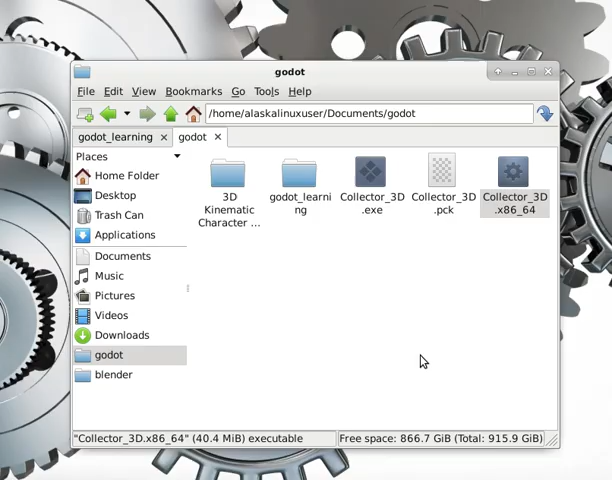 godot
File Edit View Bookmarks Go Tools Help
/home/alaskalinuxuser/Documents/godot
godot_learning godot
Places
Home Folder
Desktop
Trash Can
Applications
Documents
Music
Pictures
Videos
Downloads
godot
blender
3D
Kinematic
Character ...
godot_learni
ng
Collector_3D
.exe
Collector_3D
.pck
Collector_3D
.x86_64
"Collector_3D.x86_64" (40.4 MiB) executable
Free space: 866.7 GiB (Total: 915.9 GiB)